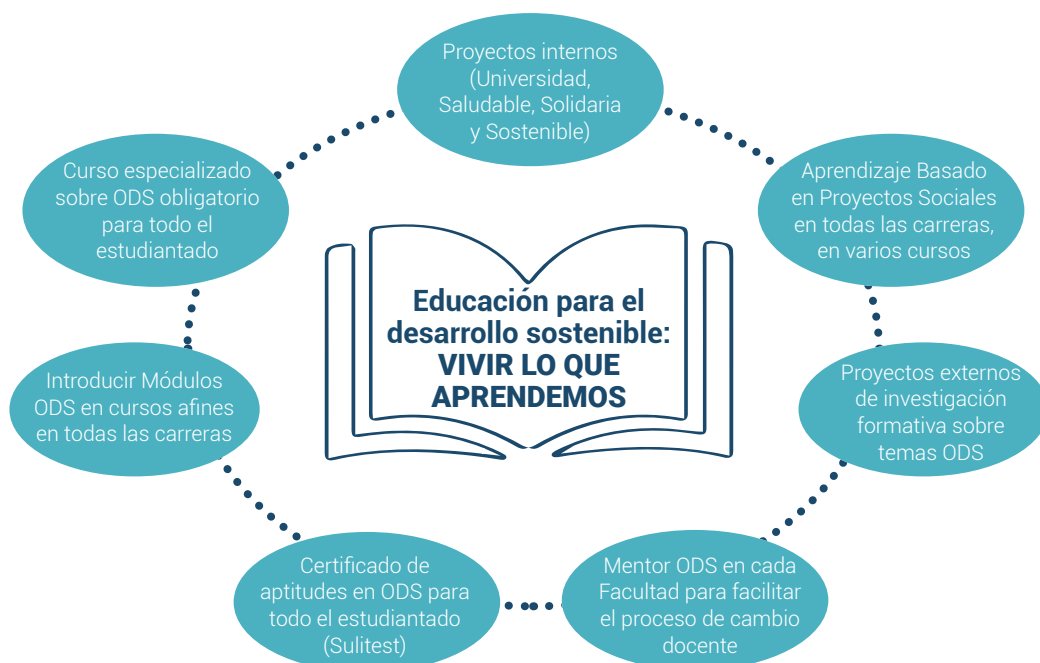 Proyectos internos
(Universidad,
Saludable, Solidaria
y Sostenible)
Curso especializado
sobre ODS obligatorio
para todo el
estudiantado
Aprendizaje Basado
en Proyectos Sociales
en todas las carreras,
en varios cursos
Educación para el
desarrollo sostenible:
VIVIR LO QUE
APRENDEMOS
Introducir Módulos
ODS en cursos afines
en todas las carreras
Proyectos externos
de investigación
formativa sobre
temas ODS
Certificado de
aptitudes en ODS para
todo el estudiantado
(Sulitest)
Mentor ODS en cada
Facultad para facilitar
el proceso de cambio
docente